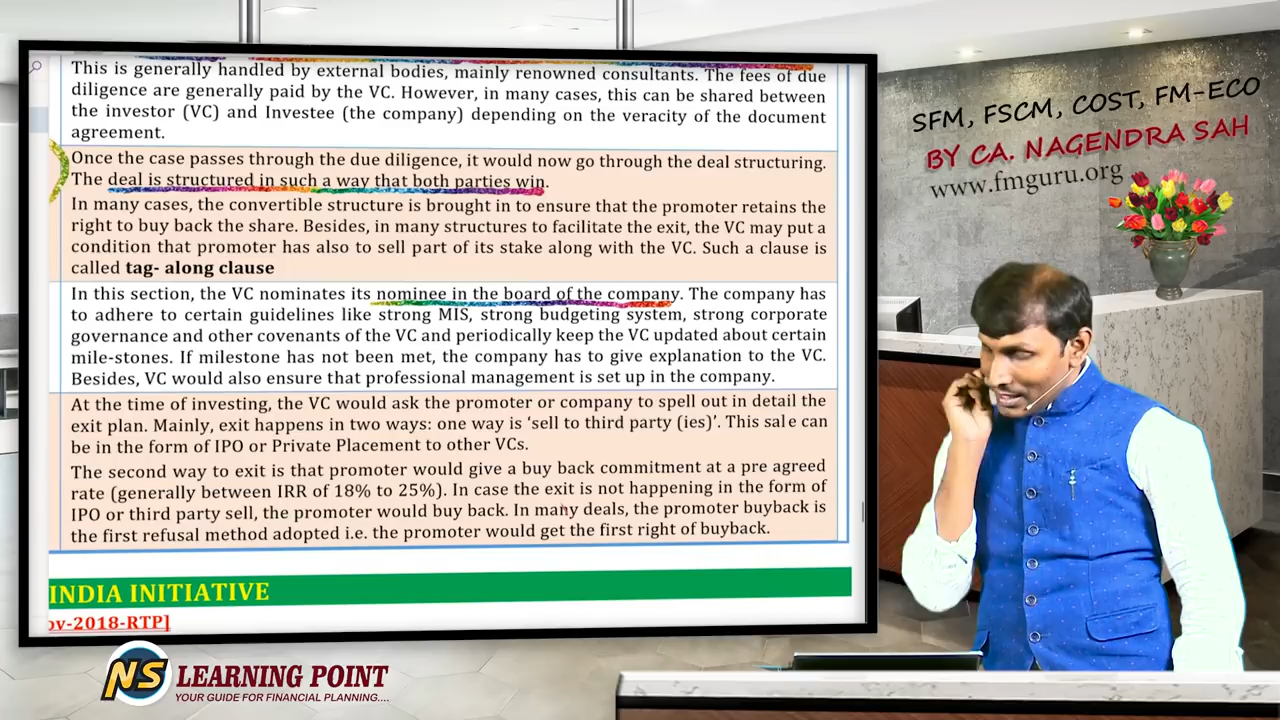 This is generally handled by external bodies, mainly renowned consultants. The fees of due
diligence are generally paid by the VC. However, in many cases, this can be shared between
the investor (VC) and Investee (the company) depending on the veracity of the document
agreement.
Once the case passes through the due diligence, it would now go through the deal structuring.
The deal is structured in such a way that both parties win.
In many cases, the convertible structure is brought in to ensure that the promoter retains the
right to buy back the share. Besides, in many structures to facilitate the exit, the VC may put a
condition that promoter has also to sell part of its stake along with the VC. Such a clause is
called tag- along clause
In this section, the VC nominates its nominee in the board of the company. The company has
to adhere to certain guidelines like strong MIS, strong budgeting system, strong corporate
governance and other covenants of the VC and periodically keep the VC updated about certain
mile-stones. If milestone has not been met, the company has to give explanation to the VC.
Besides, VC would also ensure that professional management is set up in the company.
At the time of investing, the VC would ask the promoter or company to spell out in detail the
exit plan. Mainly, exit happens in two ways: one way is ‘sell to third party (ies)’. This sale can
be in the form of IPO or Private Placement to other VCs.
The second way to exit is that promoter would give a buy back commitment at a pre agreed
rate (generally between IRR of 18% to 25%). In case the exit is not happening in the form of
IPO or third party sell, the promoter would buy back. In many deals, the promoter buyback is
the first refusal method adopted i.e. the promoter would get the first right of buyback.
INDIA INITIATIVE
ov-2018-RTP]
SFM, FSCM, COST, FM-ECO
BY CA. NAGENDRA SAH
www.fmguru.org
NS LEARNING POINT
YOUR GUIDE FOR FINANCIAL PLANNING....